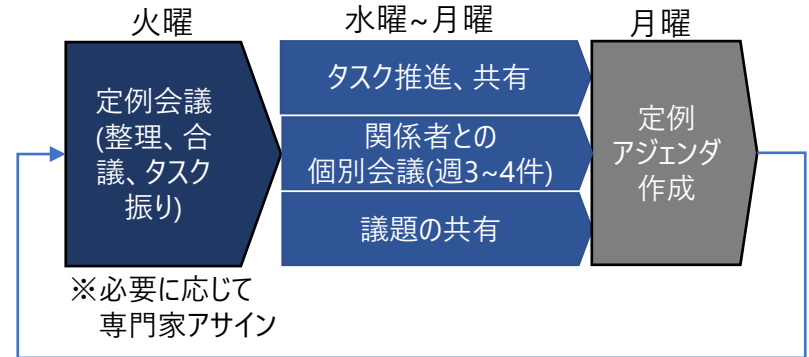 火曜
水曜~月曜
月曜
定例会議
(整理、合
議、タスク
振り)
タスク推進、共有
関係者との
個別会議(週3~4件)
議題の共有
定例
アジェンダ
作成
※必要に応じて
専門家アサイン